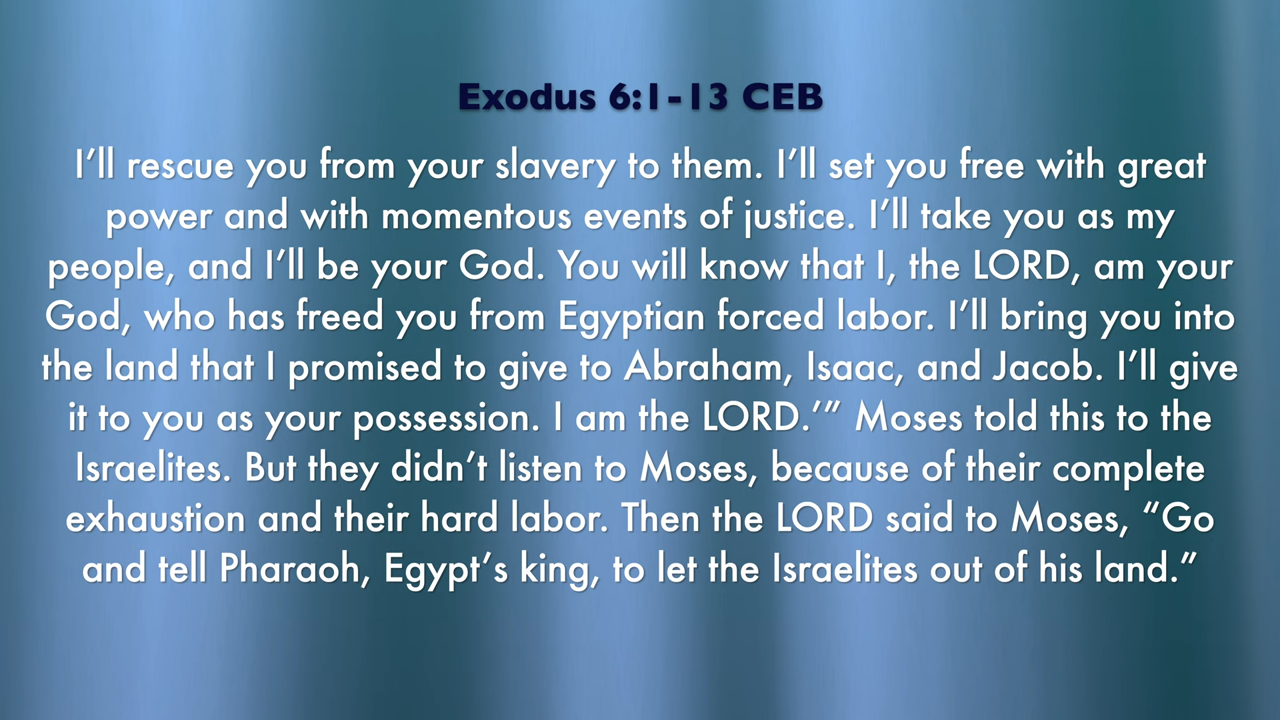 Exodus 6:1-13 CEB
I’ll rescue you from your slavery to them. I’ll set you free with great
power and with momentous events of justice. I’ll take you as my
people, and I’ll be your God. You will know that I, the LORD, am your
God, who has freed you from Egyptian forced labor. I’ll bring you into
the land that I promised to give to Abraham, Isaac, and Jacob. I’ll give
it to you as your possession. I am the LORD.’” Moses told this to the
Israelites. But they didn’t listen to Moses, because of their complete
exhaustion and their hard labor. Then the LORD said to Moses, “Go
and tell Pharaoh, Egypt’s king, to let the Israelites out of his land.”